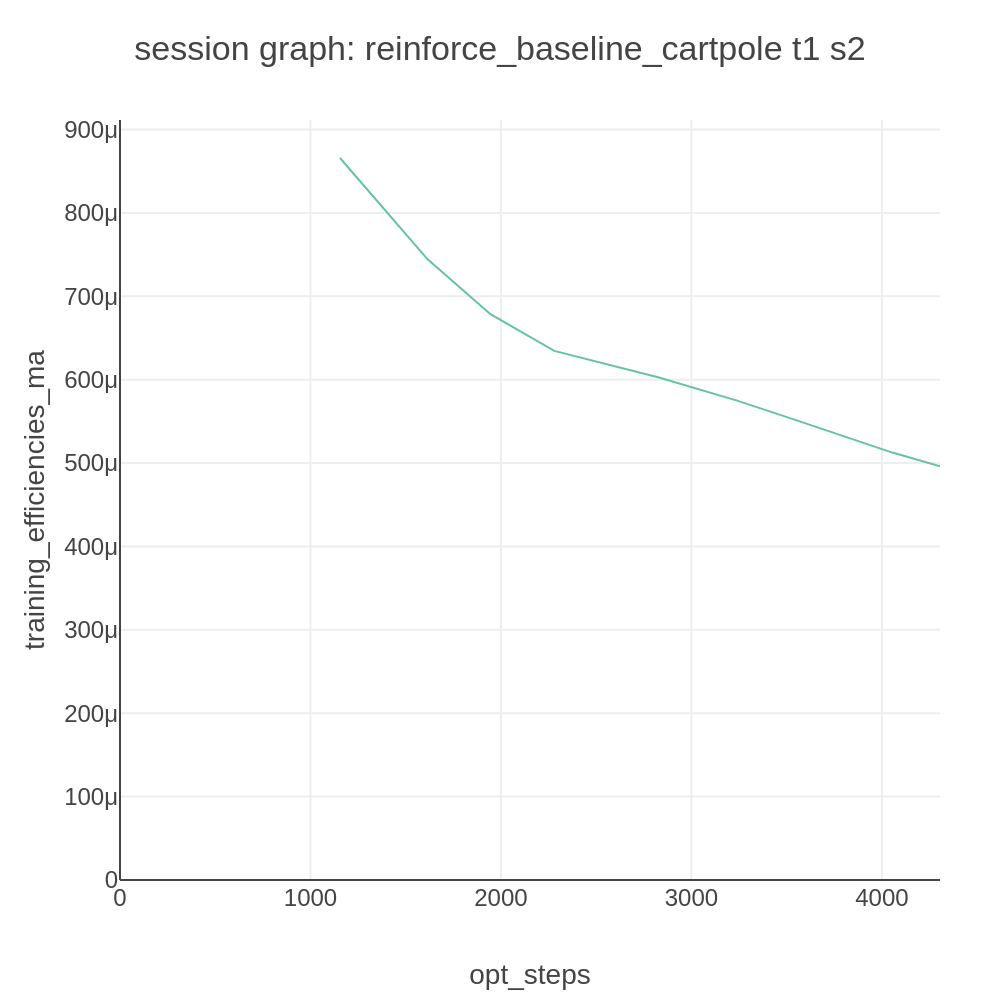 session graph: reinforce_baseline_cartpole t1 s2
training_efficiencies_ma
900μ
800μ
700μ
600μ
500μ
400μ
300μ
200μ
100μ
0
0 1000 2000 3000 4000
opt_steps